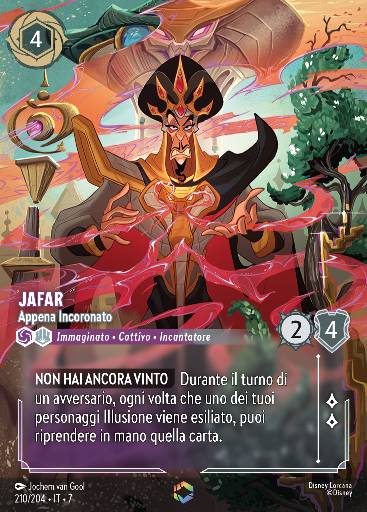 4
JAFAR
Appena Incoronato
2
4
Immaginato • Cattivo • Incantatore
NON HAI ANCORA VINTO Durante il turno di
un avversario, ogni volta che uno dei tuoi
personaggi Illusione viene esiliato, puoi
riprendere in mano quella carta.
Jochem van Gool
210/204 • IT • 7
Disney Lorcana
©Disney